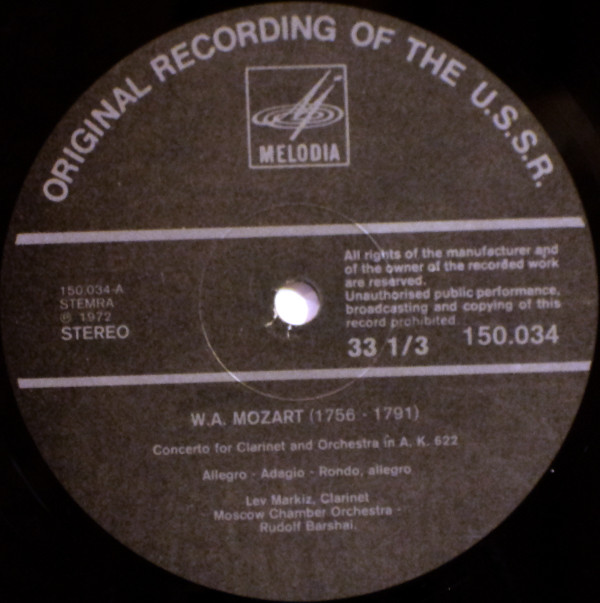 ORIGINAL RECORDING OF THE U.S.S.R.
MELODIA
All rights of the manufacturer and
of the owner of the recorded work
are reserved.
Unauthorised public performance,
broadcasting and copying of this
record prohibited.
150.034-A
STEMRA
℗ 1972
STEREO
33 1/3
150.034
W.A. MOZART (1756 - 1791)
Concerto for Clarinet and Orchestra in A. K. 622
Allegro - Adagio - Rondo, allegro
Lev Markiz, Clarinet
Moscow Chamber Orchestra -
Rudolf Barshai.